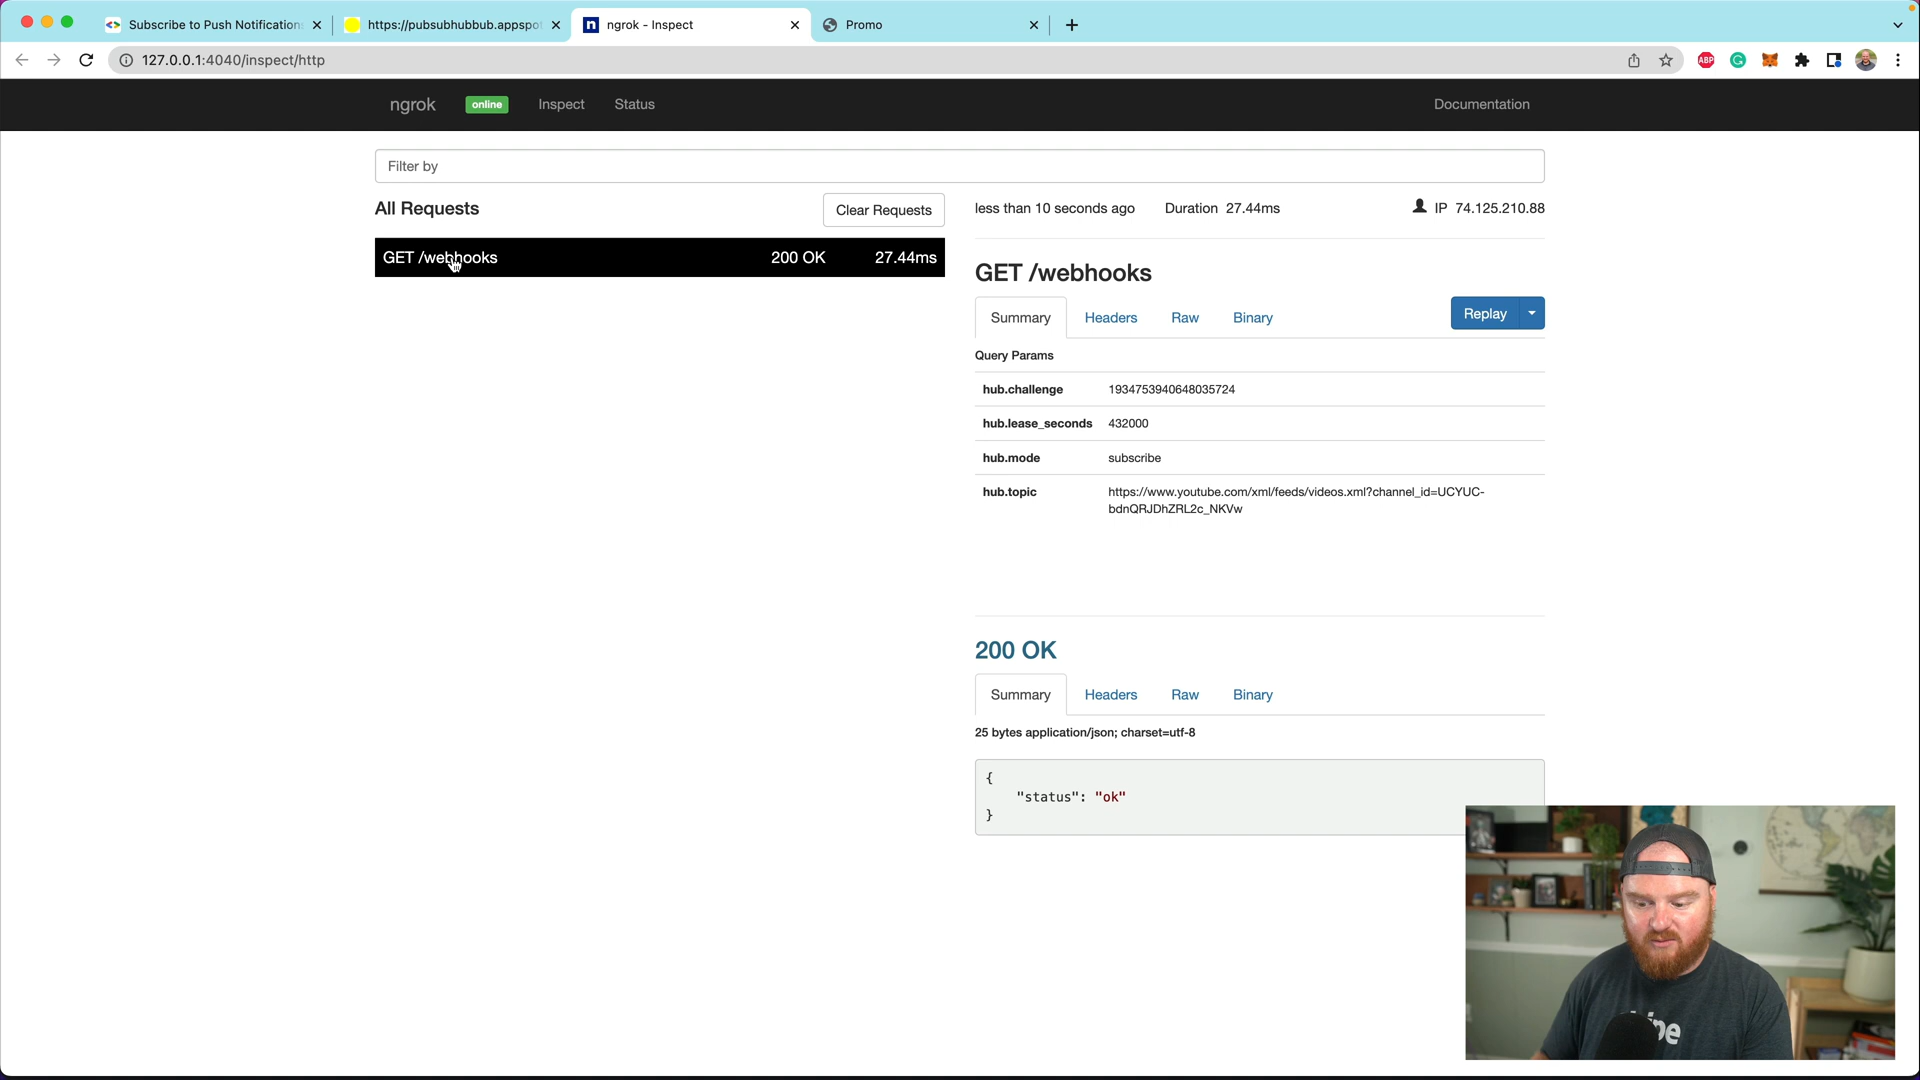 Subscribe to Push Notifications
https://pubsubhubbub.appspot
ngrok - Inspect
Promo
127.0.0.1:4040/inspect/http
ABP
ngrok
online
Inspect
Status
Documentation
Filter by
All Requests
Clear Requests
less than 10 seconds ago
Duration 27.44ms
IP 74.125.210.88
GET /webhooks 200 OK 27.44ms
GET /webhooks
Summary
Headers
Raw
Binary
Replay
Query Params
hub.challenge 1934753940648035724
hub.lease_seconds 432000
hub.mode subscribe
hub.topic https://www.youtube.com/xml/feeds/videos.xml?channel_id=UCYUC-
bdnQRJDhZRL2c_NKVw
200 OK
Summary
Headers
Raw
Binary
25 bytes application/json; charset=utf-8
{
"status": "ok"
}